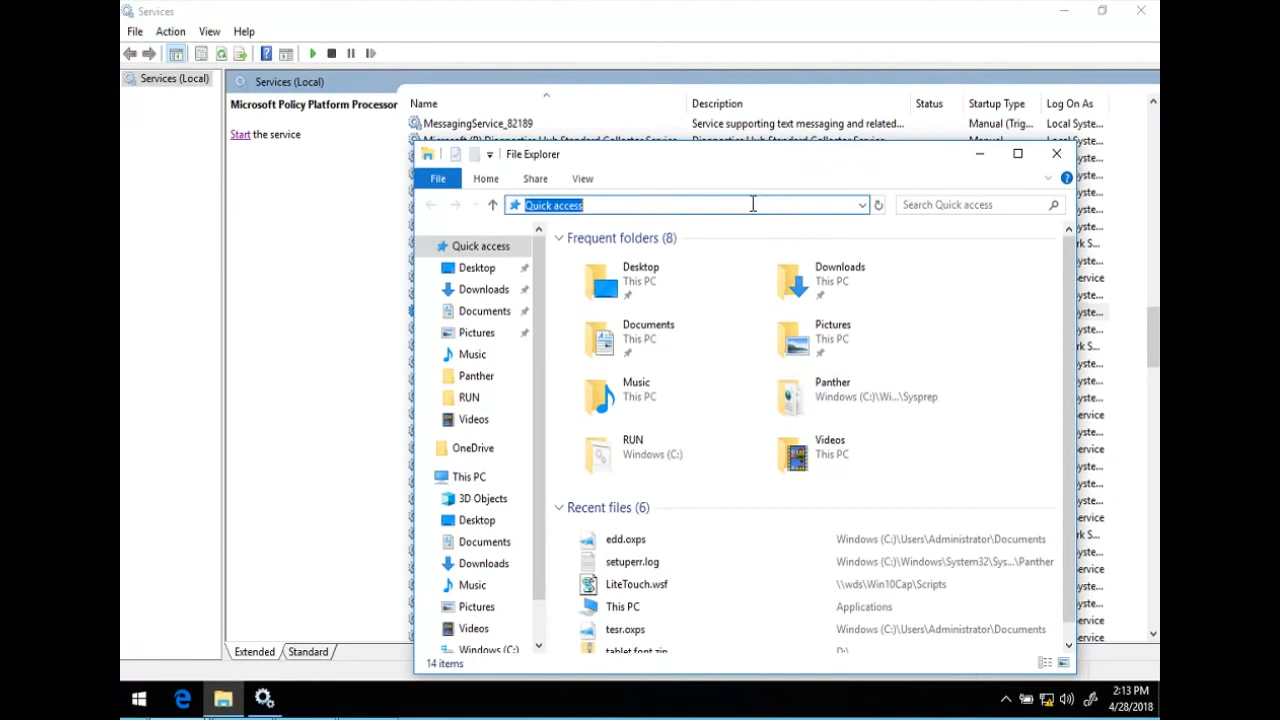 Services
File Action View Help
Services (Local)
Services (Local)
Microsoft Policy Platform Processor
Start the service
Name Description Status Startup Type Log On As
MessagingService_82189 Service supporting text messaging and related... Manual (Trig... Local Syste...
File Explorer
File Home Share View
Quick access
Search Quick access
Quick access
Desktop
Downloads
Documents
Pictures
Music
Panther
RUN
Videos
OneDrive
This PC
3D Objects
Desktop
Documents
Downloads
Music
Pictures
Videos
Windows (C:)
Frequent folders (8)
Desktop
This PC
Downloads
This PC
Documents
This PC
Pictures
This PC
Music
This PC
Panther
Windows (C:)\Wi...\Sysprep
RUN
Windows (C:)
Videos
This PC
Recent files (6)
edd.oxps Windows (C:)\Users\Administrator\Documents
setuperr.log Windows (C:)\Windows\System32\Sys...\Panther
LiteTouch.wsf \\wds\Win10Cap\Scripts
This PC Applications
tesr.oxps Windows (C:)\Users\Administrator\Documents
tablet font.zip D:\
14 items
Extended Standard
2:13 PM
4/28/2018